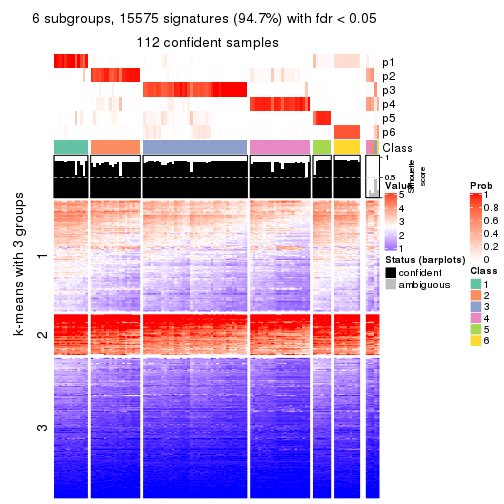 6 subgroups, 15575 signatures (94.7%) with fdr < 0.05
112 confident samples
p1
p2
p3
p4
p5
p6
Class
1
0.5
0
Silhouette
score
k-means with 3 groups
1
2
3
Value
5
4
3
2
1
Status (barplots)
confident
ambiguous
Prob
1
0.8
0.6
0.4
0.2
0
Class
1
2
3
4
5
6